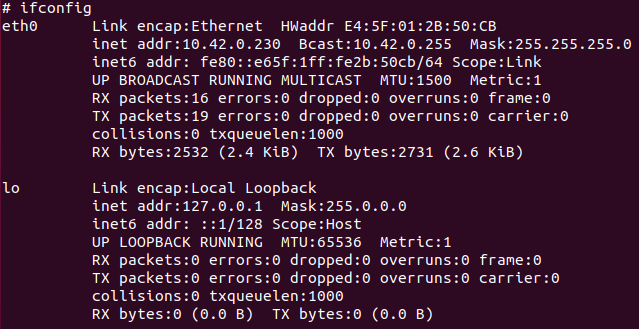 # ifconfig
eth0      Link encap:Ethernet  HWaddr E4:5F:01:2B:50:CB
          inet addr:10.42.0.230  Bcast:10.42.0.255  Mask:255.255.255.0
          inet6 addr: fe80::e65f:1ff:fe2b:50cb/64 Scope:Link
          UP BROADCAST RUNNING MULTICAST  MTU:1500  Metric:1
          RX packets:16 errors:0 dropped:0 overruns:0 frame:0
          TX packets:19 errors:0 dropped:0 overruns:0 carrier:0
          collisions:0 txqueuelen:1000
          RX bytes:2532 (2.4 KiB)  TX bytes:2731 (2.6 KiB)

lo        Link encap:Local Loopback
          inet addr:127.0.0.1  Mask:255.0.0.0
          inet6 addr: ::1/128 Scope:Host
          UP LOOPBACK RUNNING  MTU:65536  Metric:1
          RX packets:0 errors:0 dropped:0 overruns:0 frame:0
          TX packets:0 errors:0 dropped:0 overruns:0 carrier:0
          collisions:0 txqueuelen:1000
          RX bytes:0 (0.0 B)  TX bytes:0 (0.0 B)